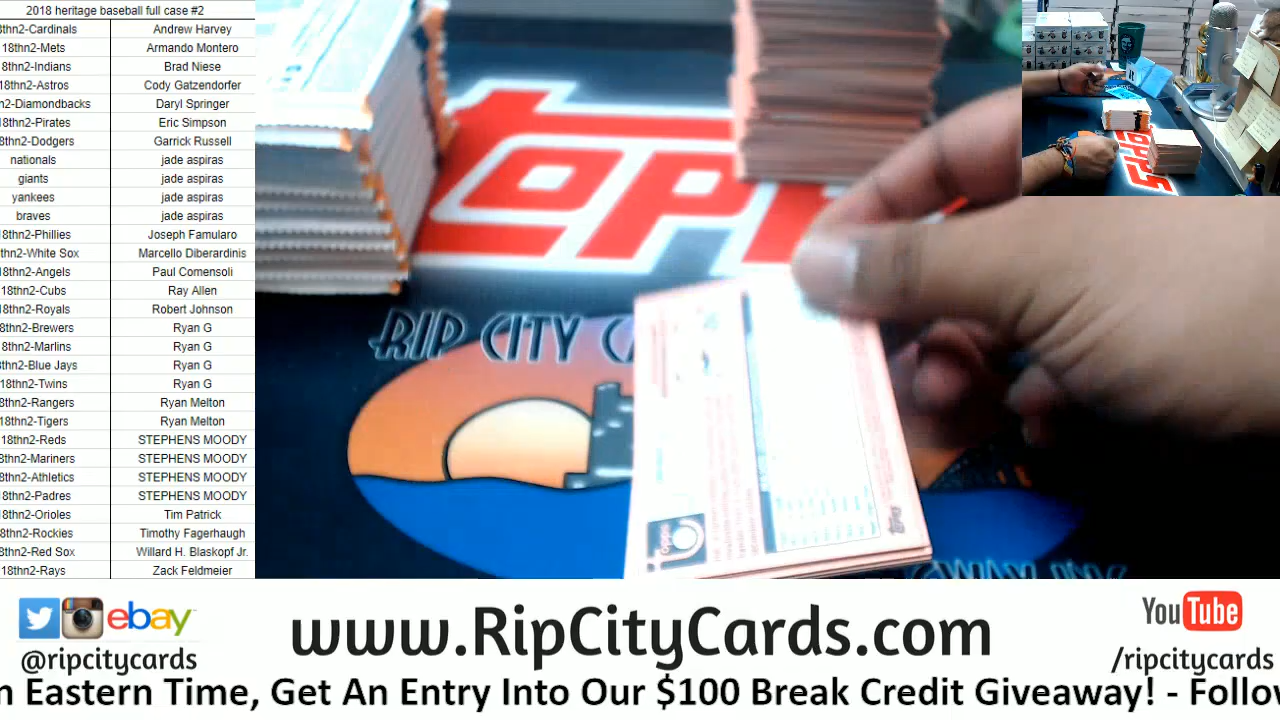 2018 heritage baseball full case #2
8thn2-Cardinals Andrew Harvey
18thn2-Mets Armando Montero
8thn2-Indians Brad Niese
18thn2-Astros Cody Gatzendorfer
n2-Diamondbacks Daryl Springer
8thn2-Pirates Eric Simpson
8thn2-Dodgers Garrick Russell
nationals jade aspiras
giants jade aspiras
yankees jade aspiras
braves jade aspiras
8thn2-Phillies Joseph Famularo
thn2-White Sox Marcello Diberardinis
18thn2-Angels Paul Comensoli
18thn2-Cubs Ray Allen
18thn2-Royals Robert Johnson
8thn2-Brewers Ryan G
18thn2-Marlins Ryan G
thn2-Blue Jays Ryan G
18thn2-Twins Ryan G
8thn2-Rangers Ryan Melton
18thn2-Tigers Ryan Melton
18thn2-Reds STEPHENS MOODY
8thn2-Mariners STEPHENS MOODY
8thn2-Athletics STEPHENS MOODY
8thn2-Padres STEPHENS MOODY
18thn2-Orioles Tim Patrick
8thn2-Rockies Timothy Fagerhaugh
8thn2-Red Sox Willard H. Blaskopf Jr.
18thn2-Rays Zack Feldmeier
topps
RIP CITY CA
topps
ebay
@ripcitycards
www.RipCityCards.com
YouTube
/ripcitycards
n Eastern Time, Get An Entry Into Our $100 Break Credit Giveaway! - Follow